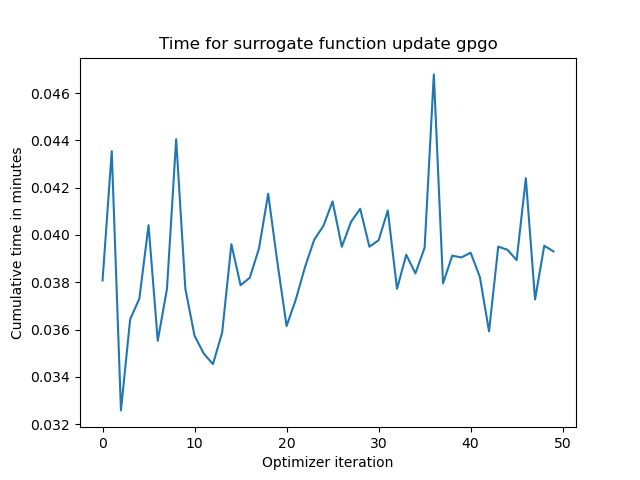 Time for surrogate function update gpgo
Cumulative time in minutes
0.046
0.044
0.042
0.040
0.038
0.036
0.034
0.032
0 10 20 30 40 50
Optimizer iteration